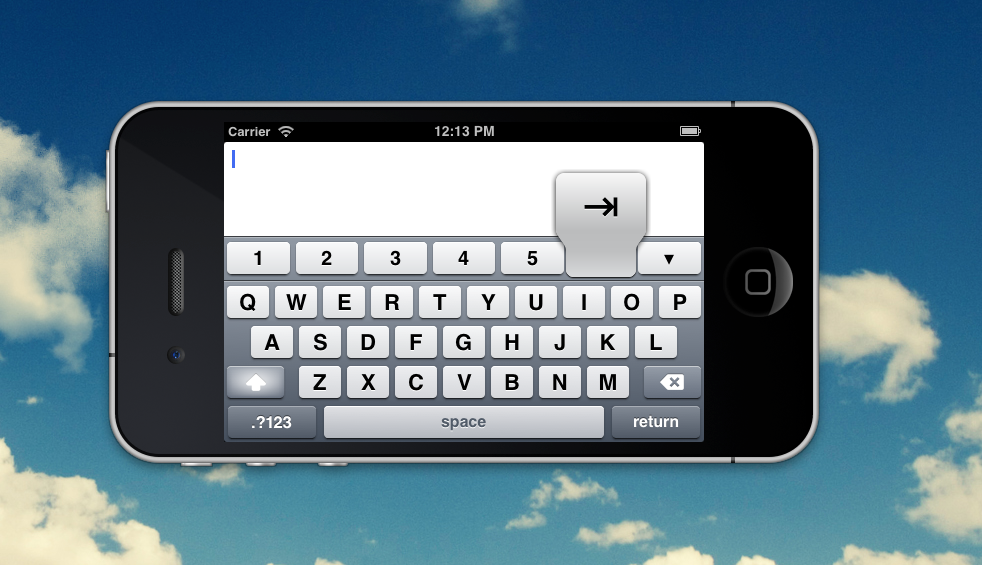 Carrier 12:13 PM
→|
1 2 3 4 5 ▼
Q W E R T Y U I O P
A S D F G H J K L
Z X C V B N M
.?123 space return